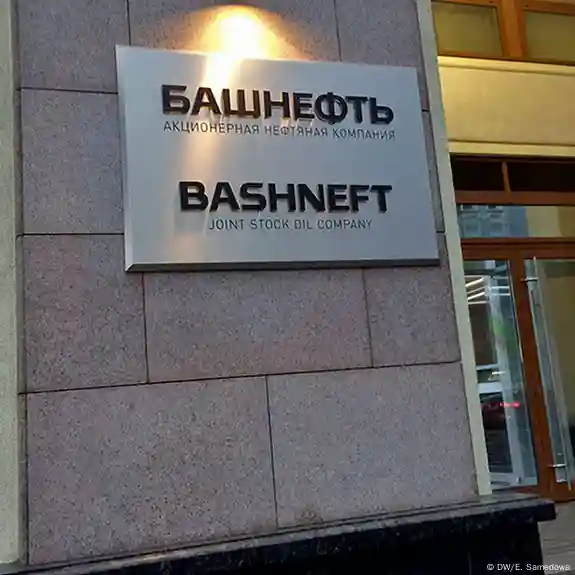 БАШНЕФТЬ
АКЦИОНЕРНАЯ НЕФТЯНАЯ КОМПАНИЯ
BASHNEFT
JOINT STOCK OIL COMPANY
© DW/E. Samedowa